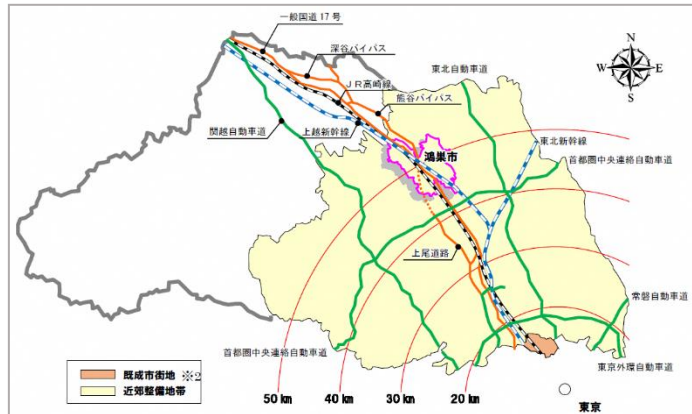 一般国道17号
深谷バイパス
JR高崎線
熊谷バイパス
東北自動車道
N
W
E
S
関越自動車道
上越新幹線
鴻巣市
東北新幹線
首都圏中央連絡自動車道
上尾道路
常磐自動車道
首都圏中央連絡自動車道
東京外環自動車道
既成市街地 ※2
近郊整備地帯
50km
40km
30km
20km
東京